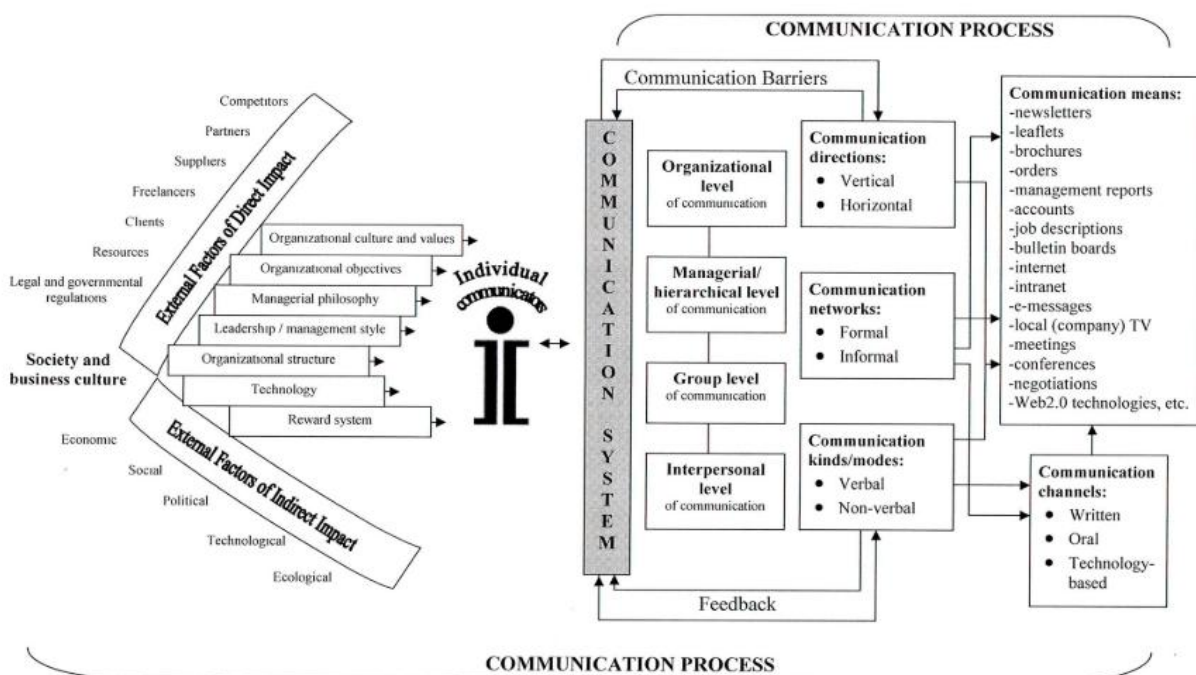 COMMUNICATION PROCESS
Competitors
Partners
Suppliers
Freelancers
Clients
Resources
Legal and governmental
regulations
External Factors of Direct Impact
Society and
business culture
Economic
Social
Political
Technological
Ecological
External Factors of Indirect Impact
Organizational culture and values
Organizational objectives
Managerial philosophy
Leadership / management style
Organizational structure
Technology
Reward system
Individual
communicators
COMMUNICATION SYSTEM
Communication Barriers
Organizational
level
of communication
Managerial/
hierarchical level
of communication
Group level
of communication
Interpersonal
level
of communication
Communication
directions:
● Vertical
● Horizontal
Communication
networks:
● Formal
● Informal
Communication
kinds/modes:
● Verbal
● Non-verbal
Feedback
Communication means:
-newsletters
-leaflets
-brochures
-orders
-management reports
-accounts
-job descriptions
-bulletin boards
-internet
-intranet
-e-messages
-local (company) TV
-meetings
-conferences
-negotiations
-Web2.0 technologies, etc.
Communication
channels:
● Written
● Oral
● Technology-
based
COMMUNICATION PROCESS